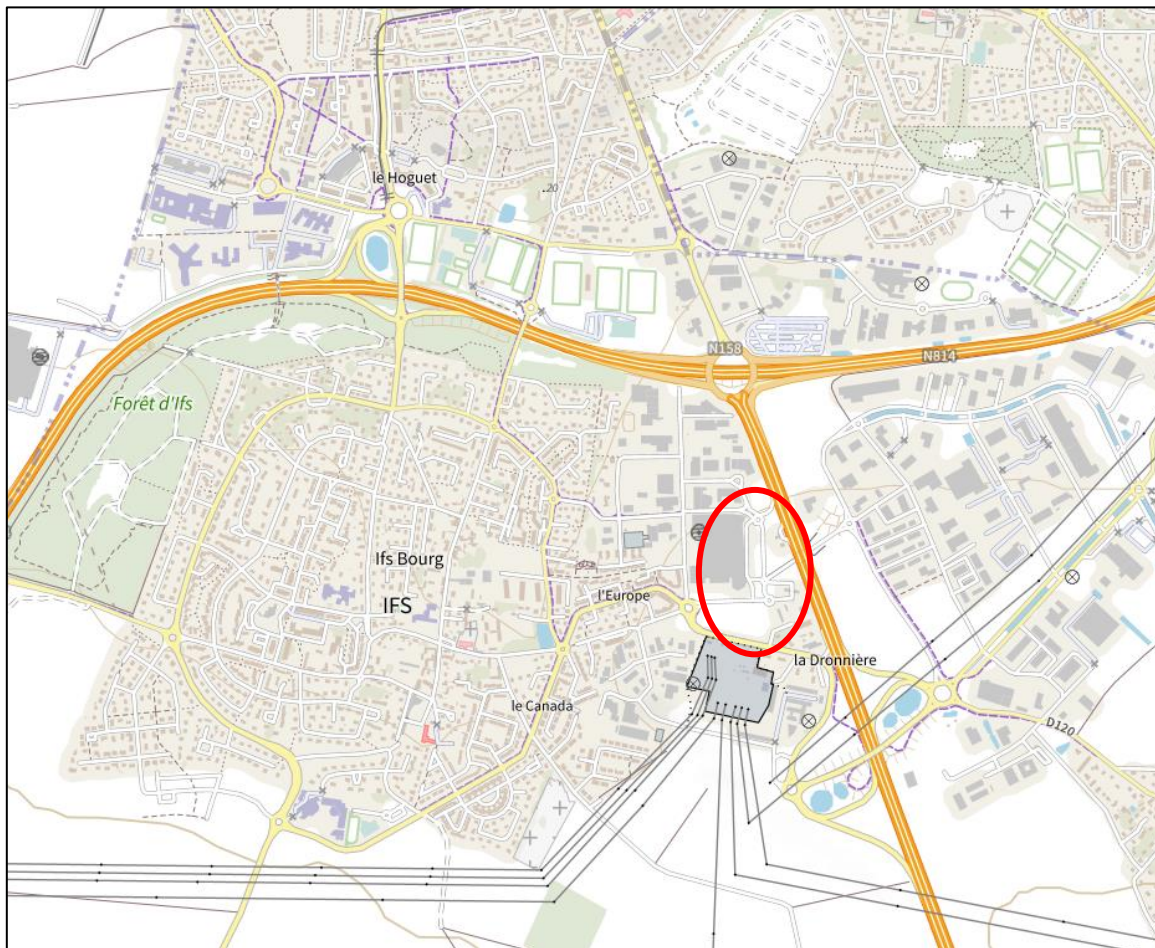 le Hoguet
.20
N158
N814
Forêt d'Ifs
Ifs Bourg
IFS
l'Europe
la Dronnière
le Canada
D120